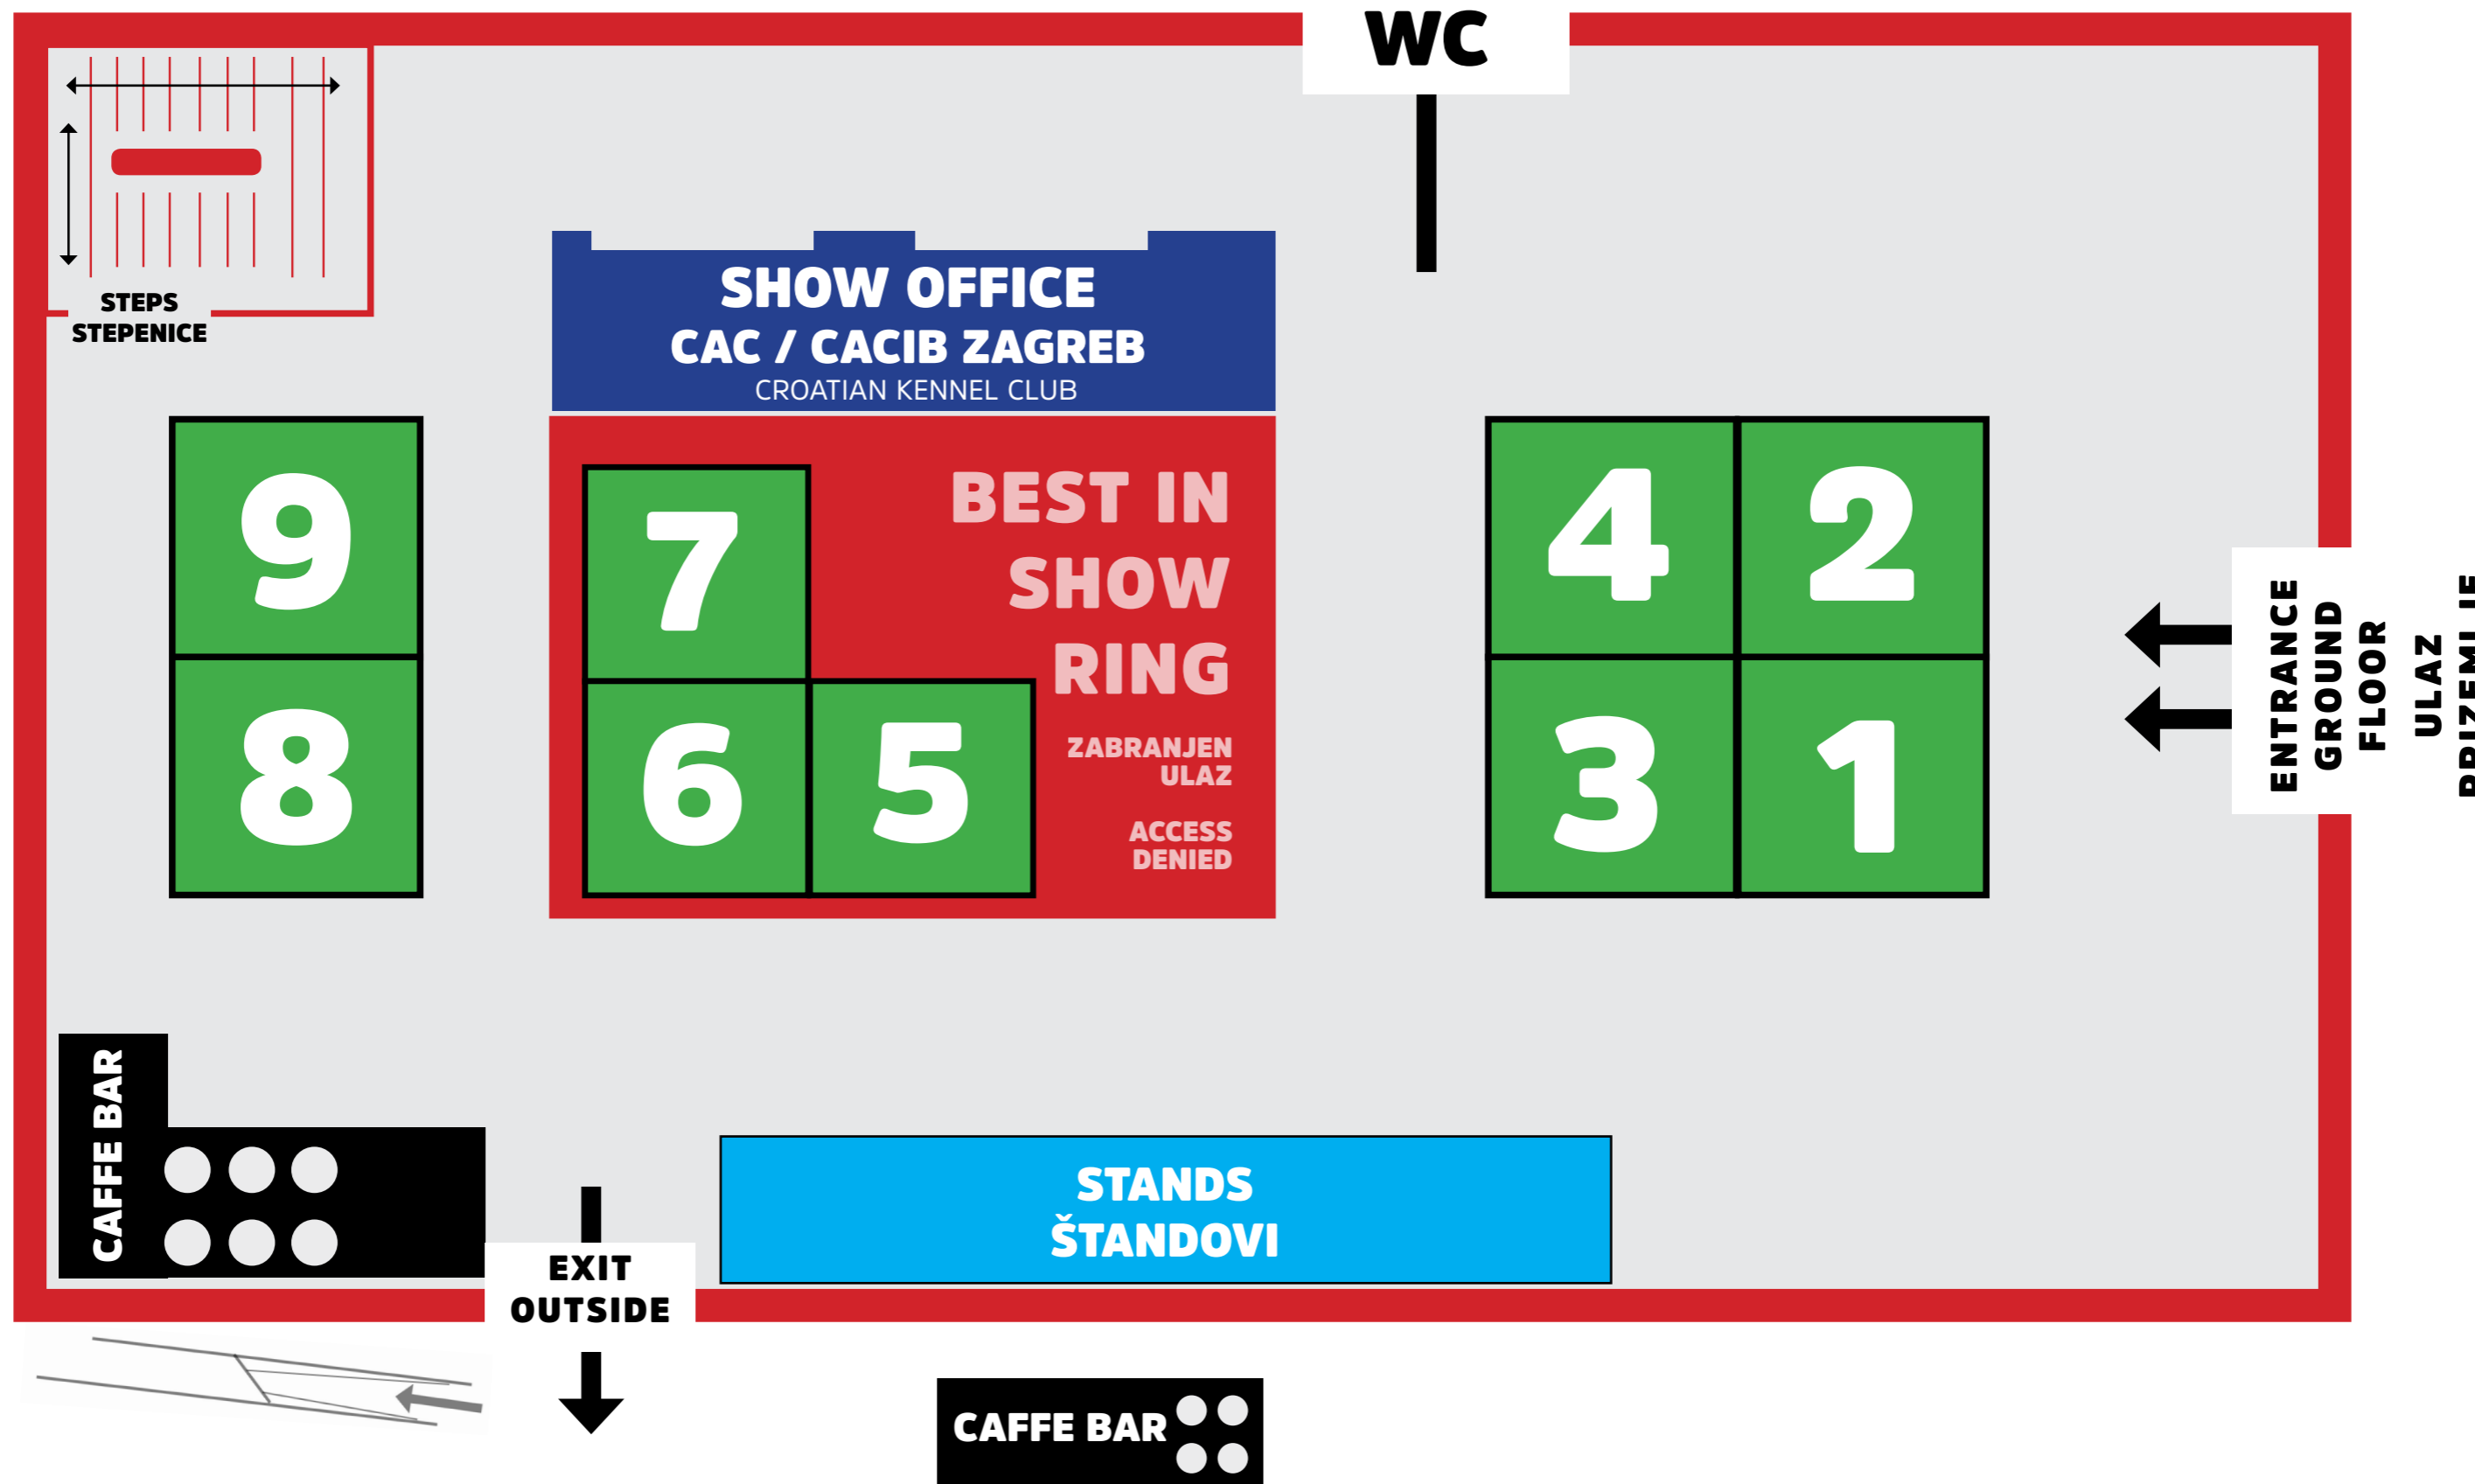 WC
STEPS
STEPENICE
SHOW OFFICE
CAC / CACIB ZAGREB
CROATIAN KENNEL CLUB
9
8
7
6
5
BEST IN
SHOW
RING
ZABRANJEN
ULAZ
ACCESS
DENIED
4
2
3
1
ENTRANCE
GROUND
FLOOR
ULAZ
CAFFE BAR
EXIT
OUTSIDE
STANDS
ŠTANDOVI
CAFFE BAR